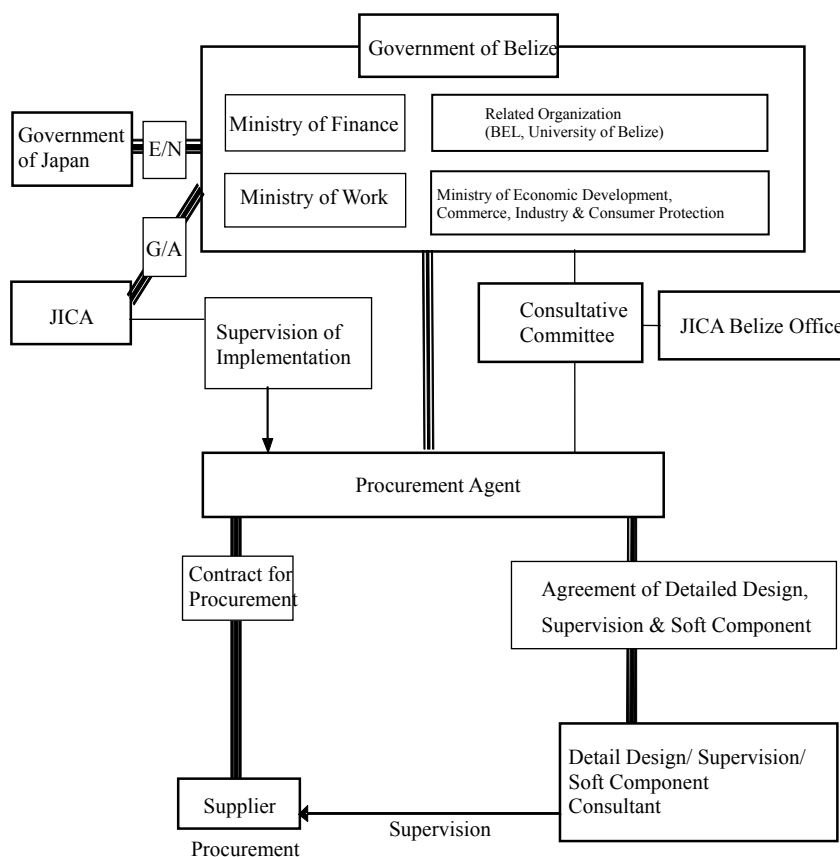 Government of Belize
Government
of Japan
E/N
Ministry of Finance
Related Organization
(BEL, University of Belize)
Ministry of Work
Ministry of Economic Development,
Commerce, Industry & Consumer Protection
G/A
JICA
Supervision of
Implementation
Consultative
Committee
JICA Belize Office
Procurement Agent
Contract for
Procurement
Agreement of Detailed Design,
Supervision & Soft Component
Detail Design/ Supervision/
Soft Component
Consultant
Supplier
Supervision
Procurement